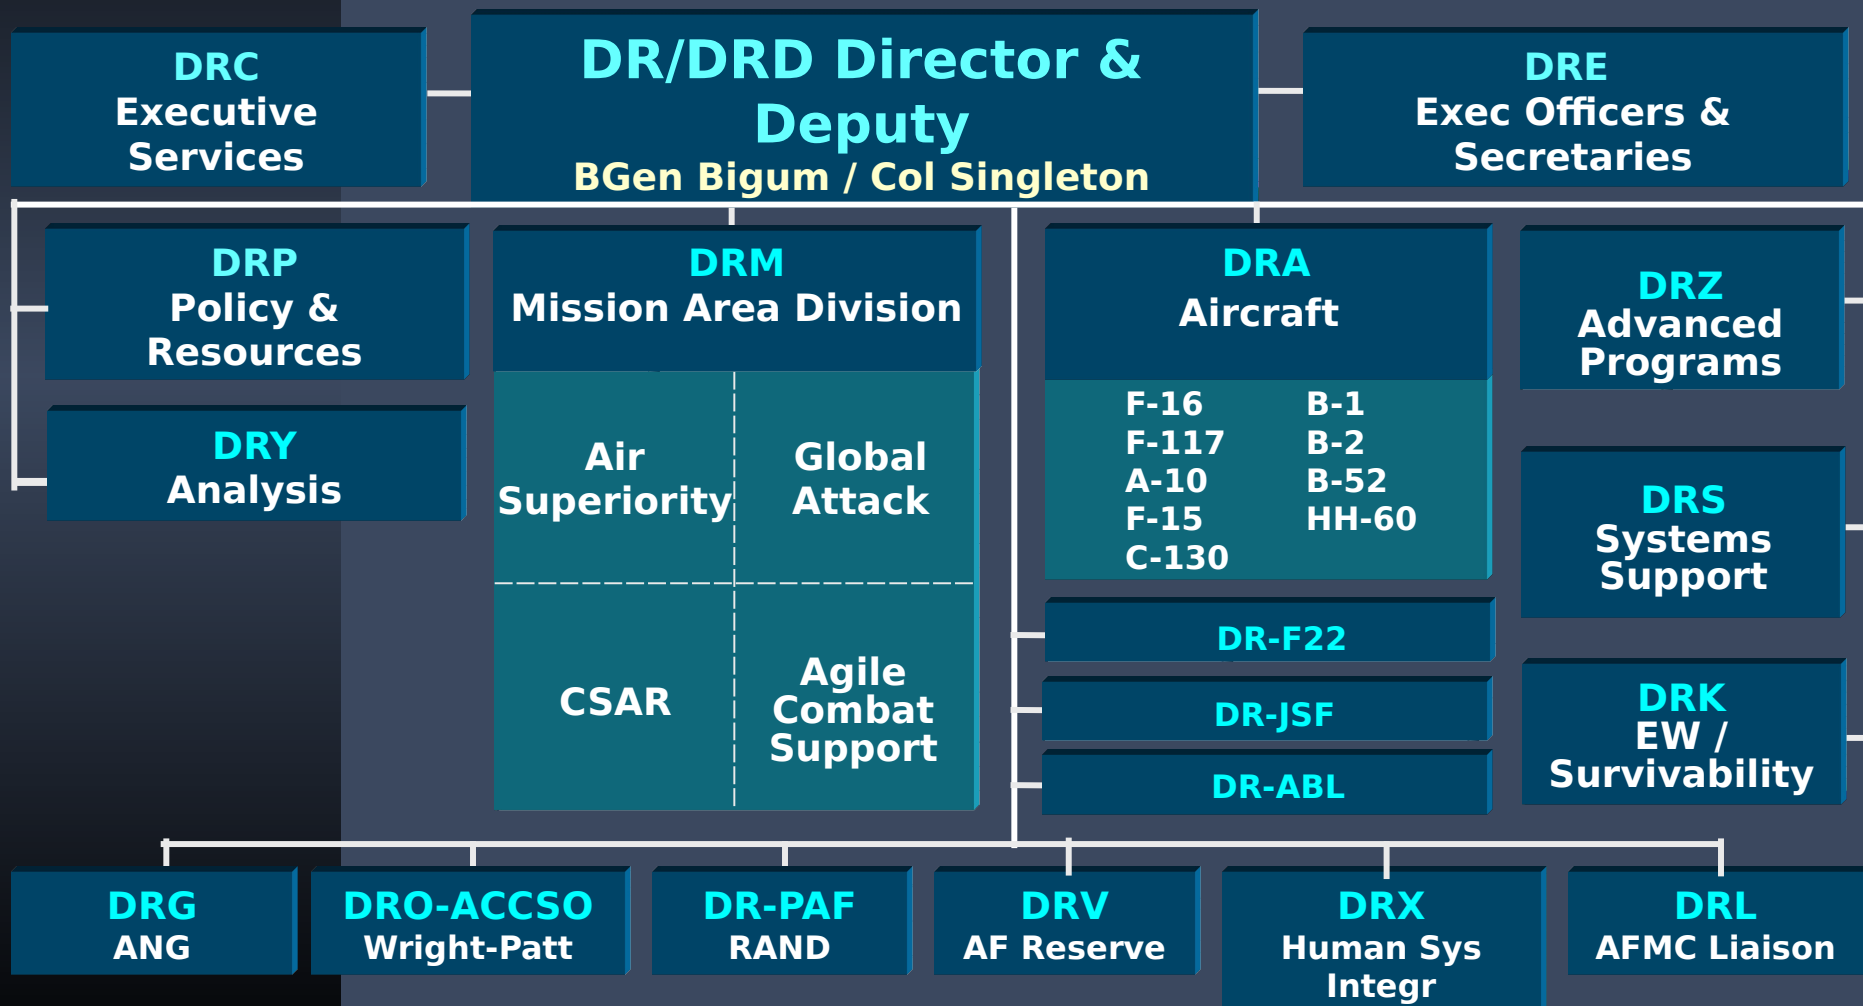 DRC
Executive
Services
DR/DRD Director &
Deputy
BGen Bigum / Col Singleton
DRE
Exec Officers &
Secretaries
DRP
Policy &
Resources
DRY
Analysis
DRM
Mission Area Division
Air
Superiority
Global
Attack
CSAR
Agile
Combat
Support
DRA
Aircraft
F-16
F-117
A-10
F-15
C-130
B-1
B-2
B-52
HH-60
DR-F22
DR-JSF
DR-ABL
DRZ
Advanced
Programs
DRS
Systems
Support
DRK
EW /
Survivability
DRG
ANG
DRO-ACCSO
Wright-Patt
DR-PAF
RAND
DRV
AF Reserve
DRX
Human Sys
Integr
DRL
AFMC Liaison